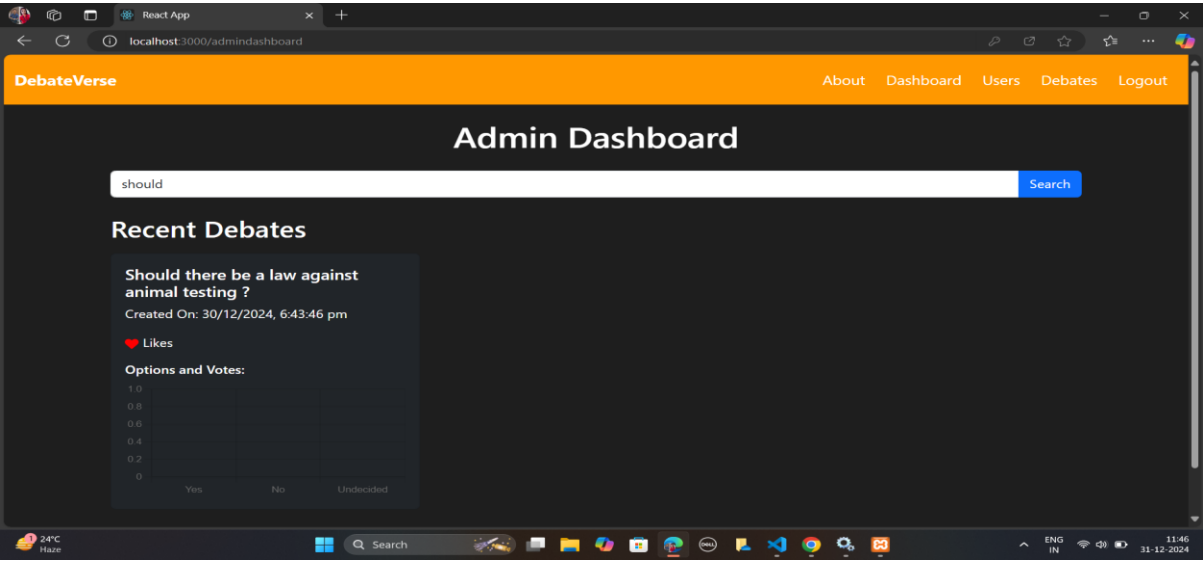 React App
localhost:3000/admindashboard
DebateVerse About Dashboard Users Debates Logout
Admin Dashboard
should Search
Recent Debates
Should there be a law against
animal testing ?
Created On: 30/12/2024, 6:43:46 pm
Likes
Options and Votes:
1.0
0.8
0.6
0.4
0.2
0
Yes No Undecided
1 24°C
Haze
Search
DELL
ENG
IN
11:46
31-12-2024